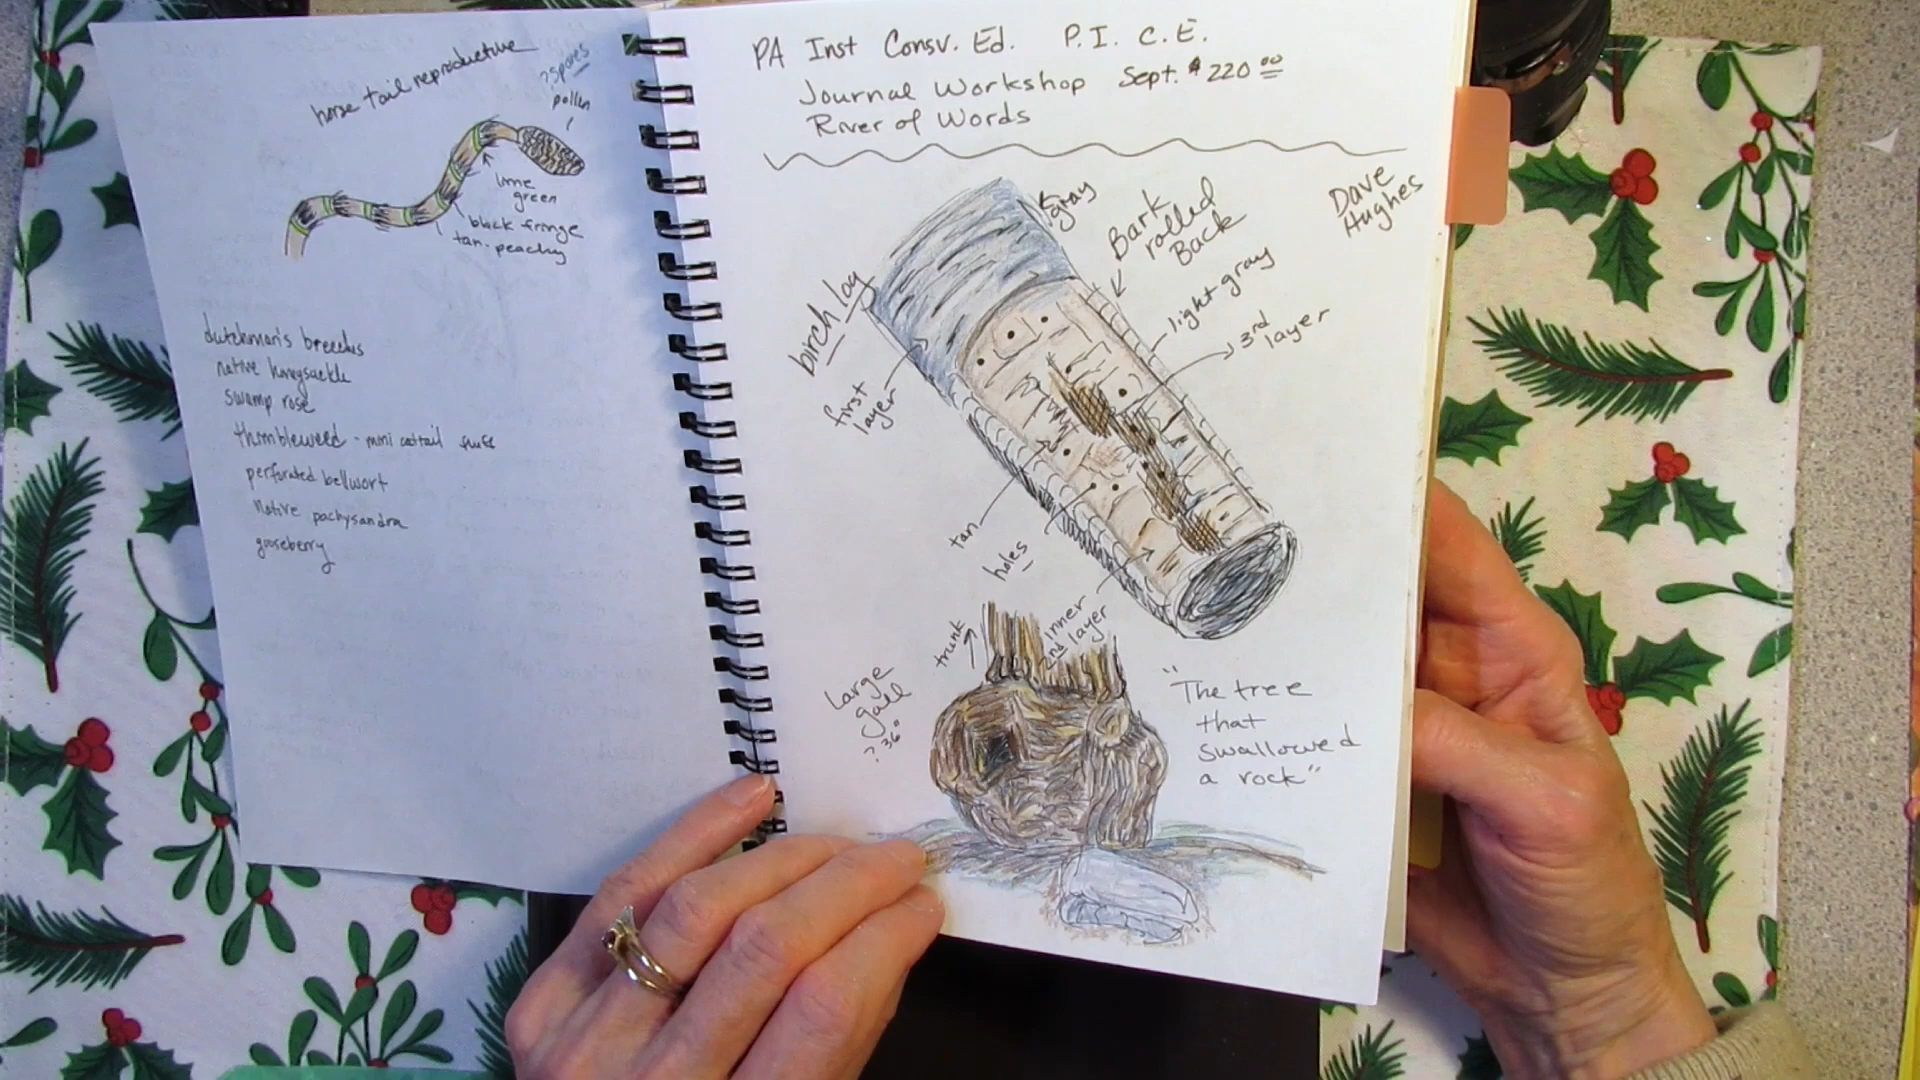 horse tail reproductive
? spores
pollen
lime
green
black fringe
tan-peachy
dutchman's breeches
native honeysuckle
swamp rose
thimbleweed - mini cattail fluff
perforated bellwort
native pachysandra
gooseberry
PA Inst Consv. Ed. P. I. C. E.
Journal Workshop Sept. $220 00
River of Words
Dave
Hughes
gray
Bark
rolled
Back
light gray
3rd
layer
birch log
first
layer
tan
holes
inner
2nd layer
trunk
Large
gall
? 36"
"The tree
that
swallowed
a rock"